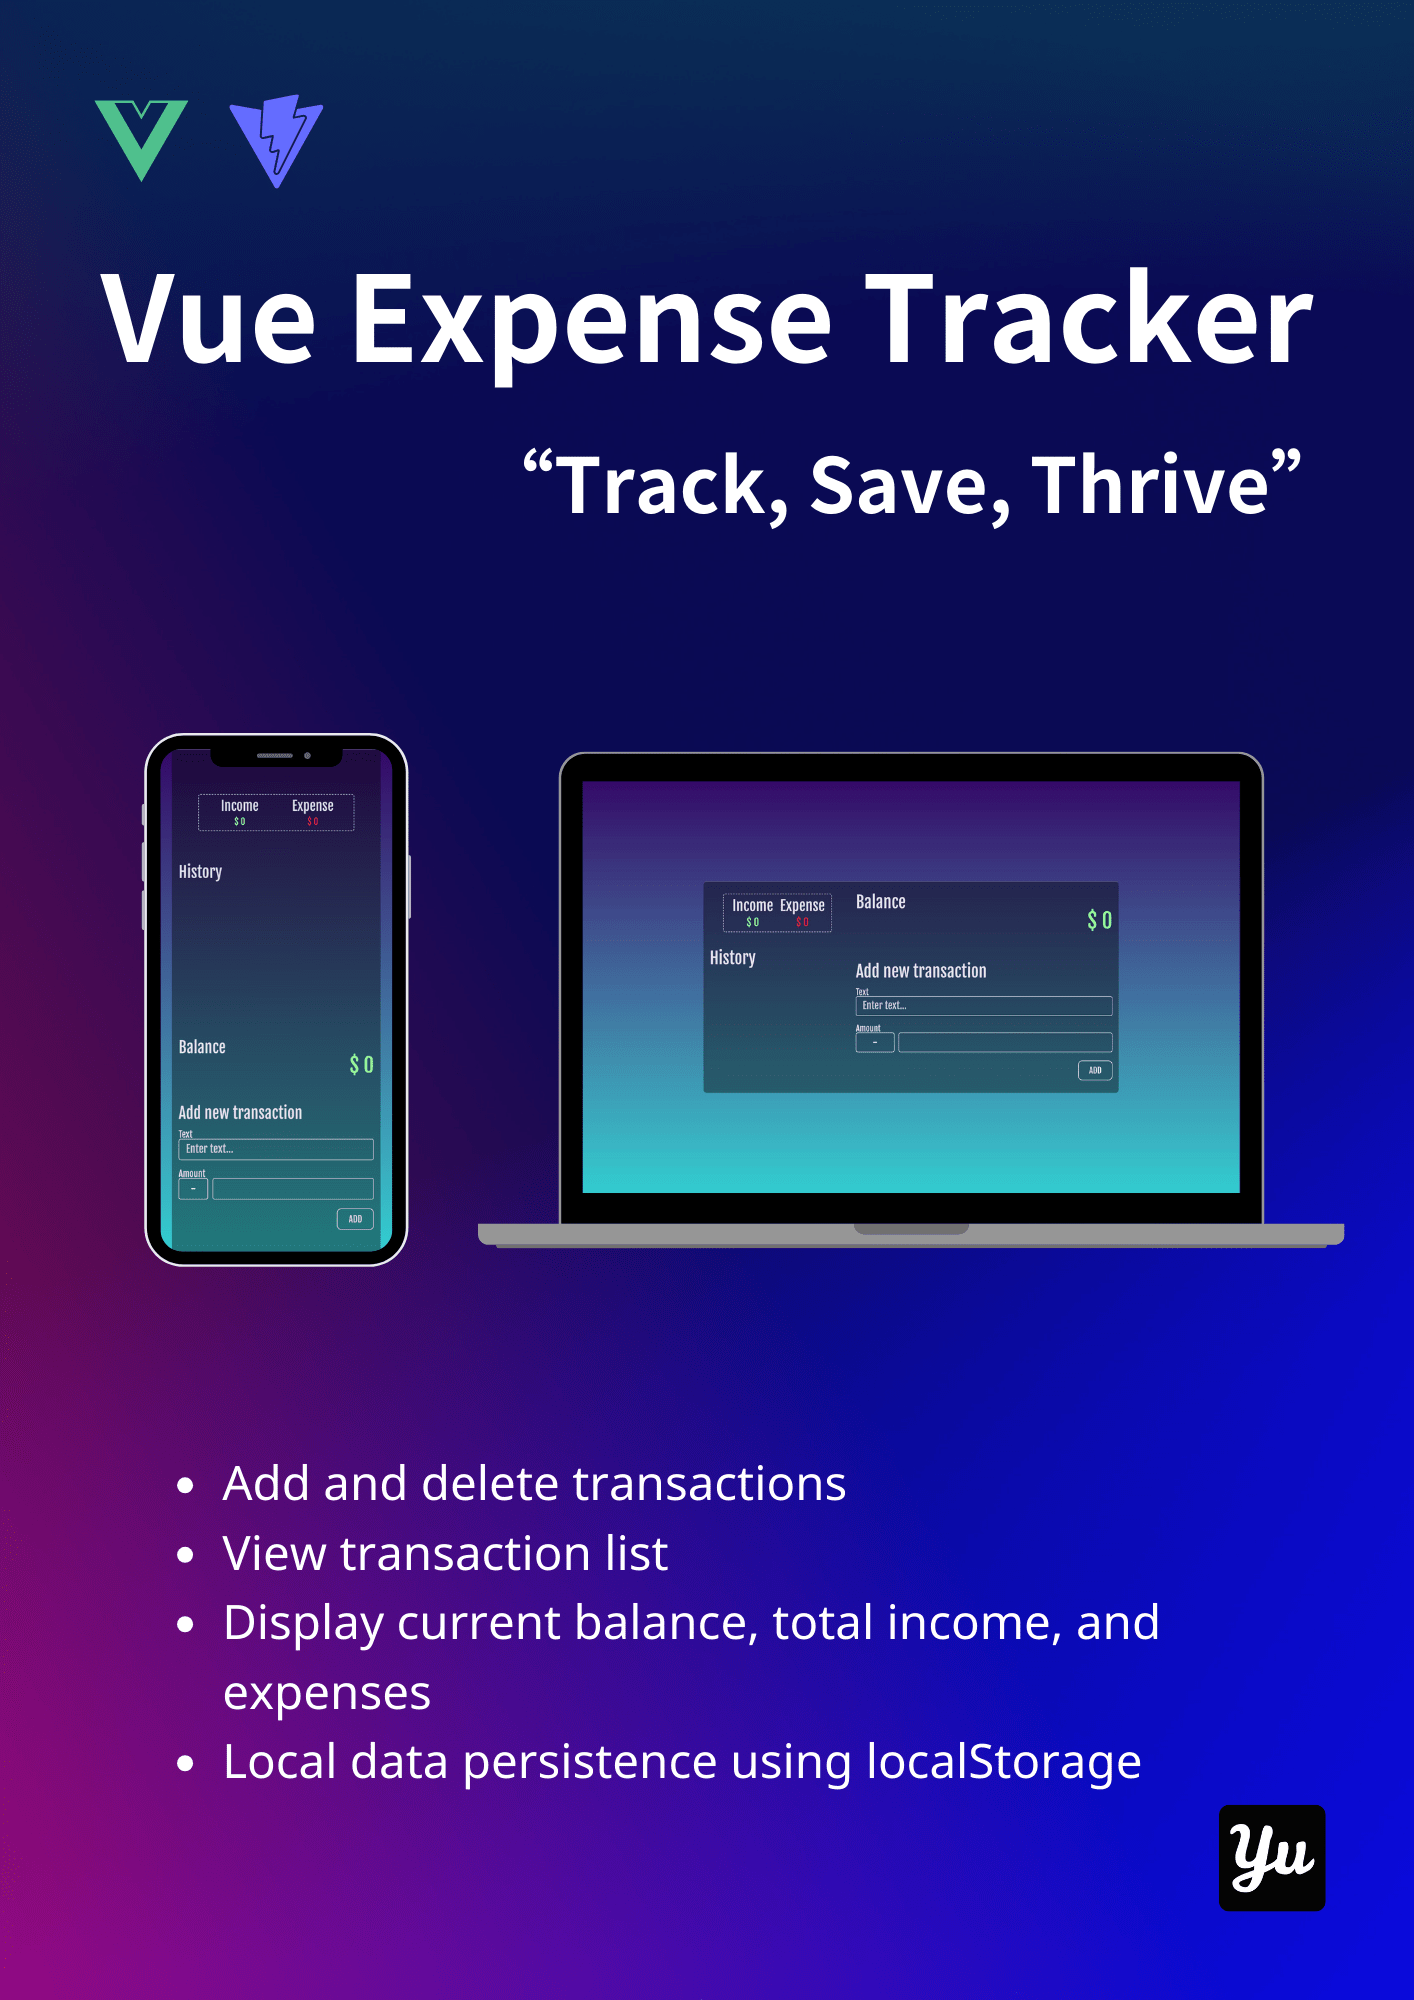 Vue Expense Tracker
“Track, Save, Thrive”
Income Expense
$ 0 $ 0
History
Balance
$ 0
Add new transaction
Text
Enter text...
Amount
-
ADD
Income Expense
$ 0 $ 0
History
Balance
$ 0
Add new transaction
Text
Enter text...
Amount
-
ADD
• Add and delete transactions
• View transaction list
• Display current balance, total income, and
expenses
• Local data persistence using localStorage
Yu